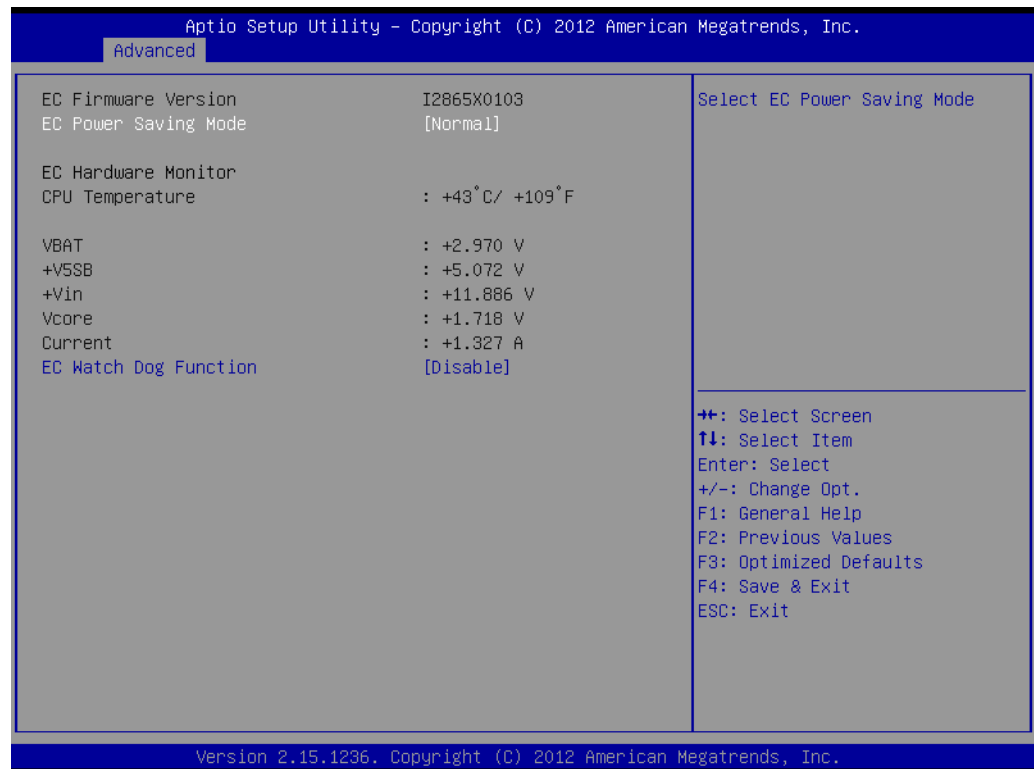 Aptio Setup Utility – Copyright (C) 2012 American Megatrends, Inc.
Advanced
EC Firmware Version I2865X0103
EC Power Saving Mode [Normal]
EC Hardware Monitor
CPU Temperature : +43°C/ +109°F
VBAT : +2.970 V
+V5SB : +5.072 V
+Vin : +11.886 V
Vcore : +1.718 V
Current : +1.327 A
EC Watch Dog Function [Disable]
Select EC Power Saving Mode
→←: Select Screen
↑↓: Select Item
Enter: Select
+/-: Change Opt.
F1: General Help
F2: Previous Values
F3: Optimized Defaults
F4: Save & Exit
ESC: Exit
Version 2.15.1236. Copyright (C) 2012 American Megatrends, Inc.